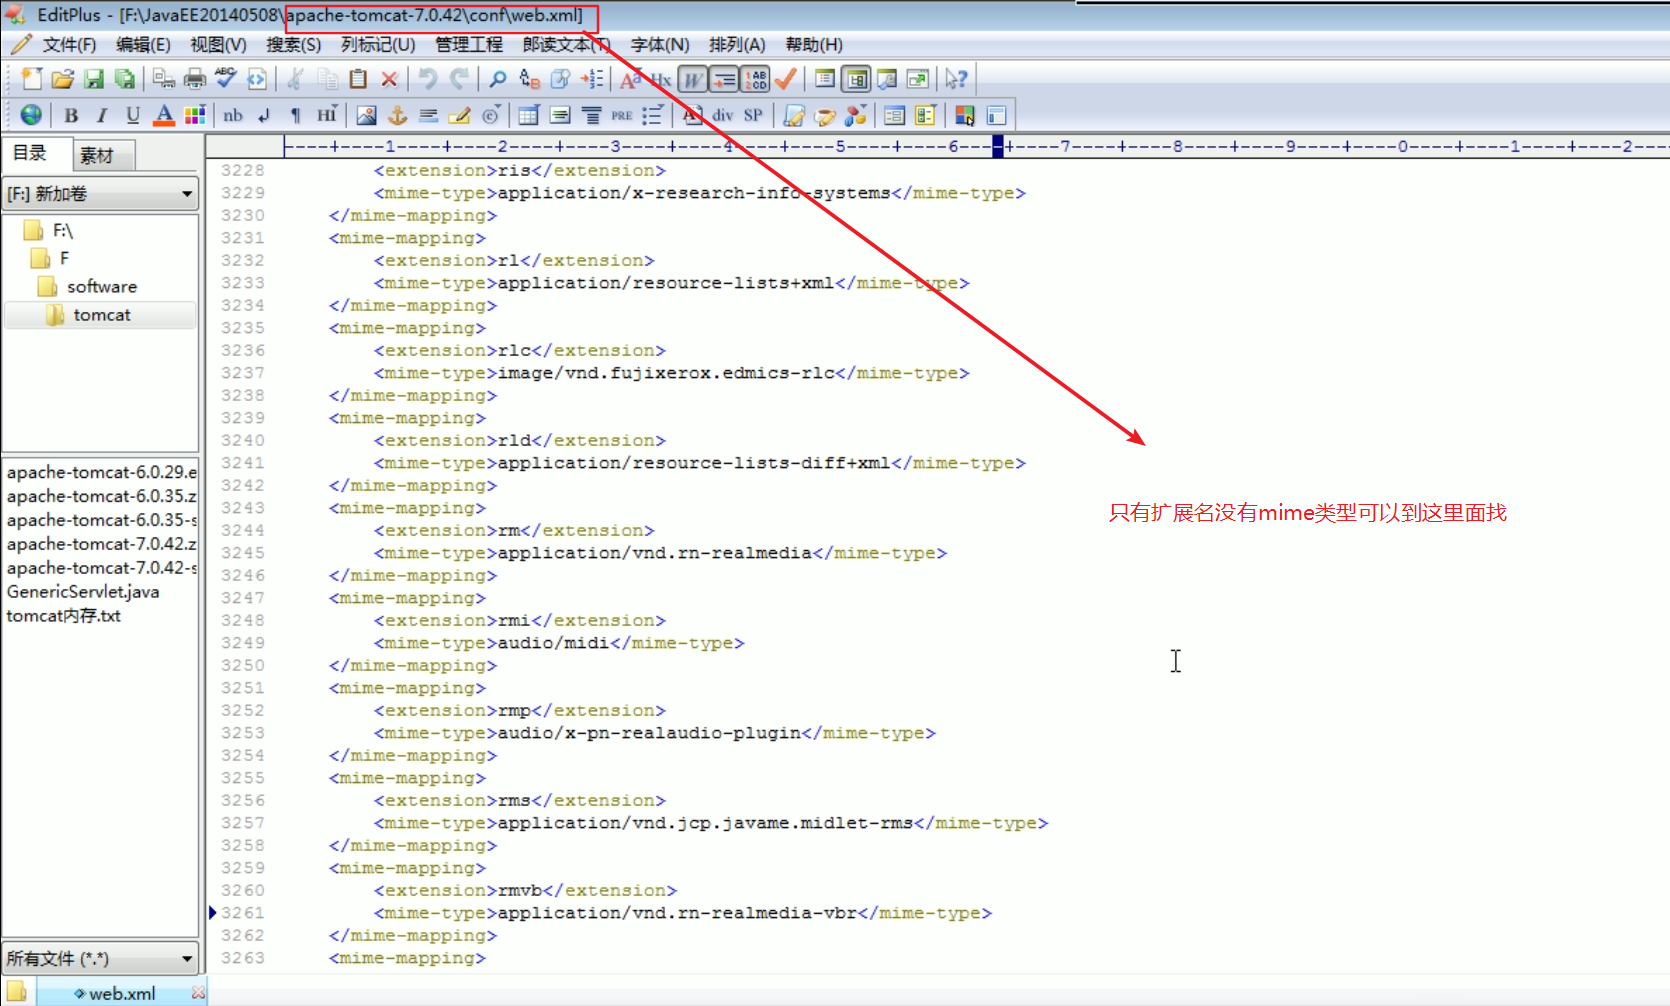 EditPlus - [F:\JavaEE20140508\apache-tomcat-7.0.42\conf\web.xml]
文件(F) 编辑(E) 视图(V) 搜索(S) 列标记(U) 管理工程 郎读文本(T) 字体(N) 排列(A) 帮助(H)
B I U A nb ¶ HI PRE A div SP
目录 素材
----+----1----+----2----+----3----+----4----+----5----+----6----+----7----+----8----+----9----+----0----+----1----+----2--
[F:] 新加卷
F:\
F
software
tomcat
apache-tomcat-6.0.29.e
apache-tomcat-6.0.35.z
apache-tomcat-6.0.35-s
apache-tomcat-7.0.42.z
apache-tomcat-7.0.42-s
GenericServlet.java
tomcat内存.txt
所有文件 (*.*)
web.xml
3228 <extension>ris</extension>
3229 <mime-type>application/x-research-info-systems</mime-type>
3230 </mime-mapping>
3231 <mime-mapping>
3232 <extension>rl</extension>
3233 <mime-type>application/resource-lists+xml</mime-type>
3234 </mime-mapping>
3235 <mime-mapping>
3236 <extension>rlc</extension>
3237 <mime-type>image/vnd.fujixerox.edmics-rlc</mime-type>
3238 </mime-mapping>
3239 <mime-mapping>
3240 <extension>rld</extension>
3241 <mime-type>application/resource-lists-diff+xml</mime-type>
3242 </mime-mapping>
3243 <mime-mapping>
3244 <extension>rm</extension>
3245 <mime-type>application/vnd.rn-realmedia</mime-type>
3246 </mime-mapping>
3247 <mime-mapping>
3248 <extension>rmi</extension>
3249 <mime-type>audio/midi</mime-type>
3250 </mime-mapping>
3251 <mime-mapping>
3252 <extension>rmp</extension>
3253 <mime-type>audio/x-pn-realaudio-plugin</mime-type>
3254 </mime-mapping>
3255 <mime-mapping>
3256 <extension>rms</extension>
3257 <mime-type>application/vnd.jcp.javame.midlet-rms</mime-type>
3258 </mime-mapping>
3259 <mime-mapping>
3260 <extension>rmvb</extension>
3261 <mime-type>application/vnd.rn-realmedia-vbr</mime-type>
3262 </mime-mapping>
3263 <mime-mapping>
只有扩展名没有mime类型可以到这里面找